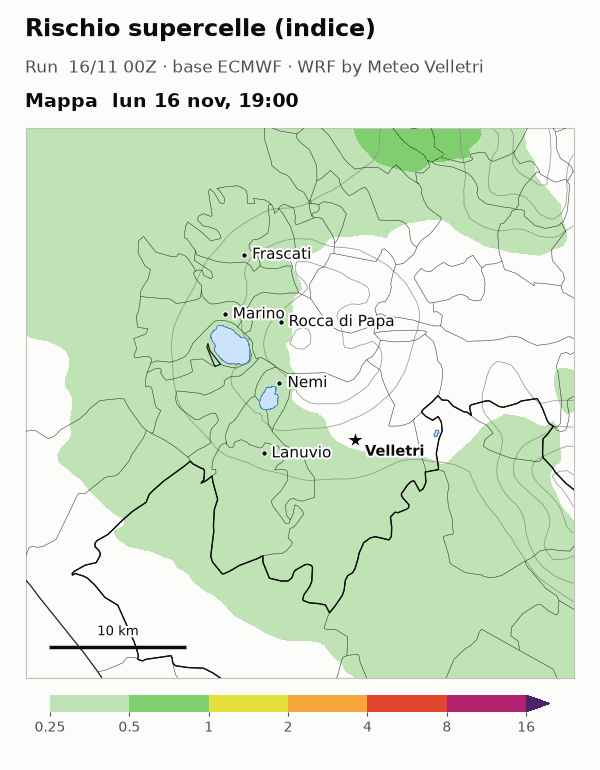 Rischio supercelle (indice)
Run  16/11 00Z · base ECMWF · WRF by Meteo Velletri
Mappa  lun 16 nov, 19:00
Frascati
Marino
Rocca di Papa
Nemi
Velletri
Lanuvio
10 km
0.25 0.5 1 2 4 8 16